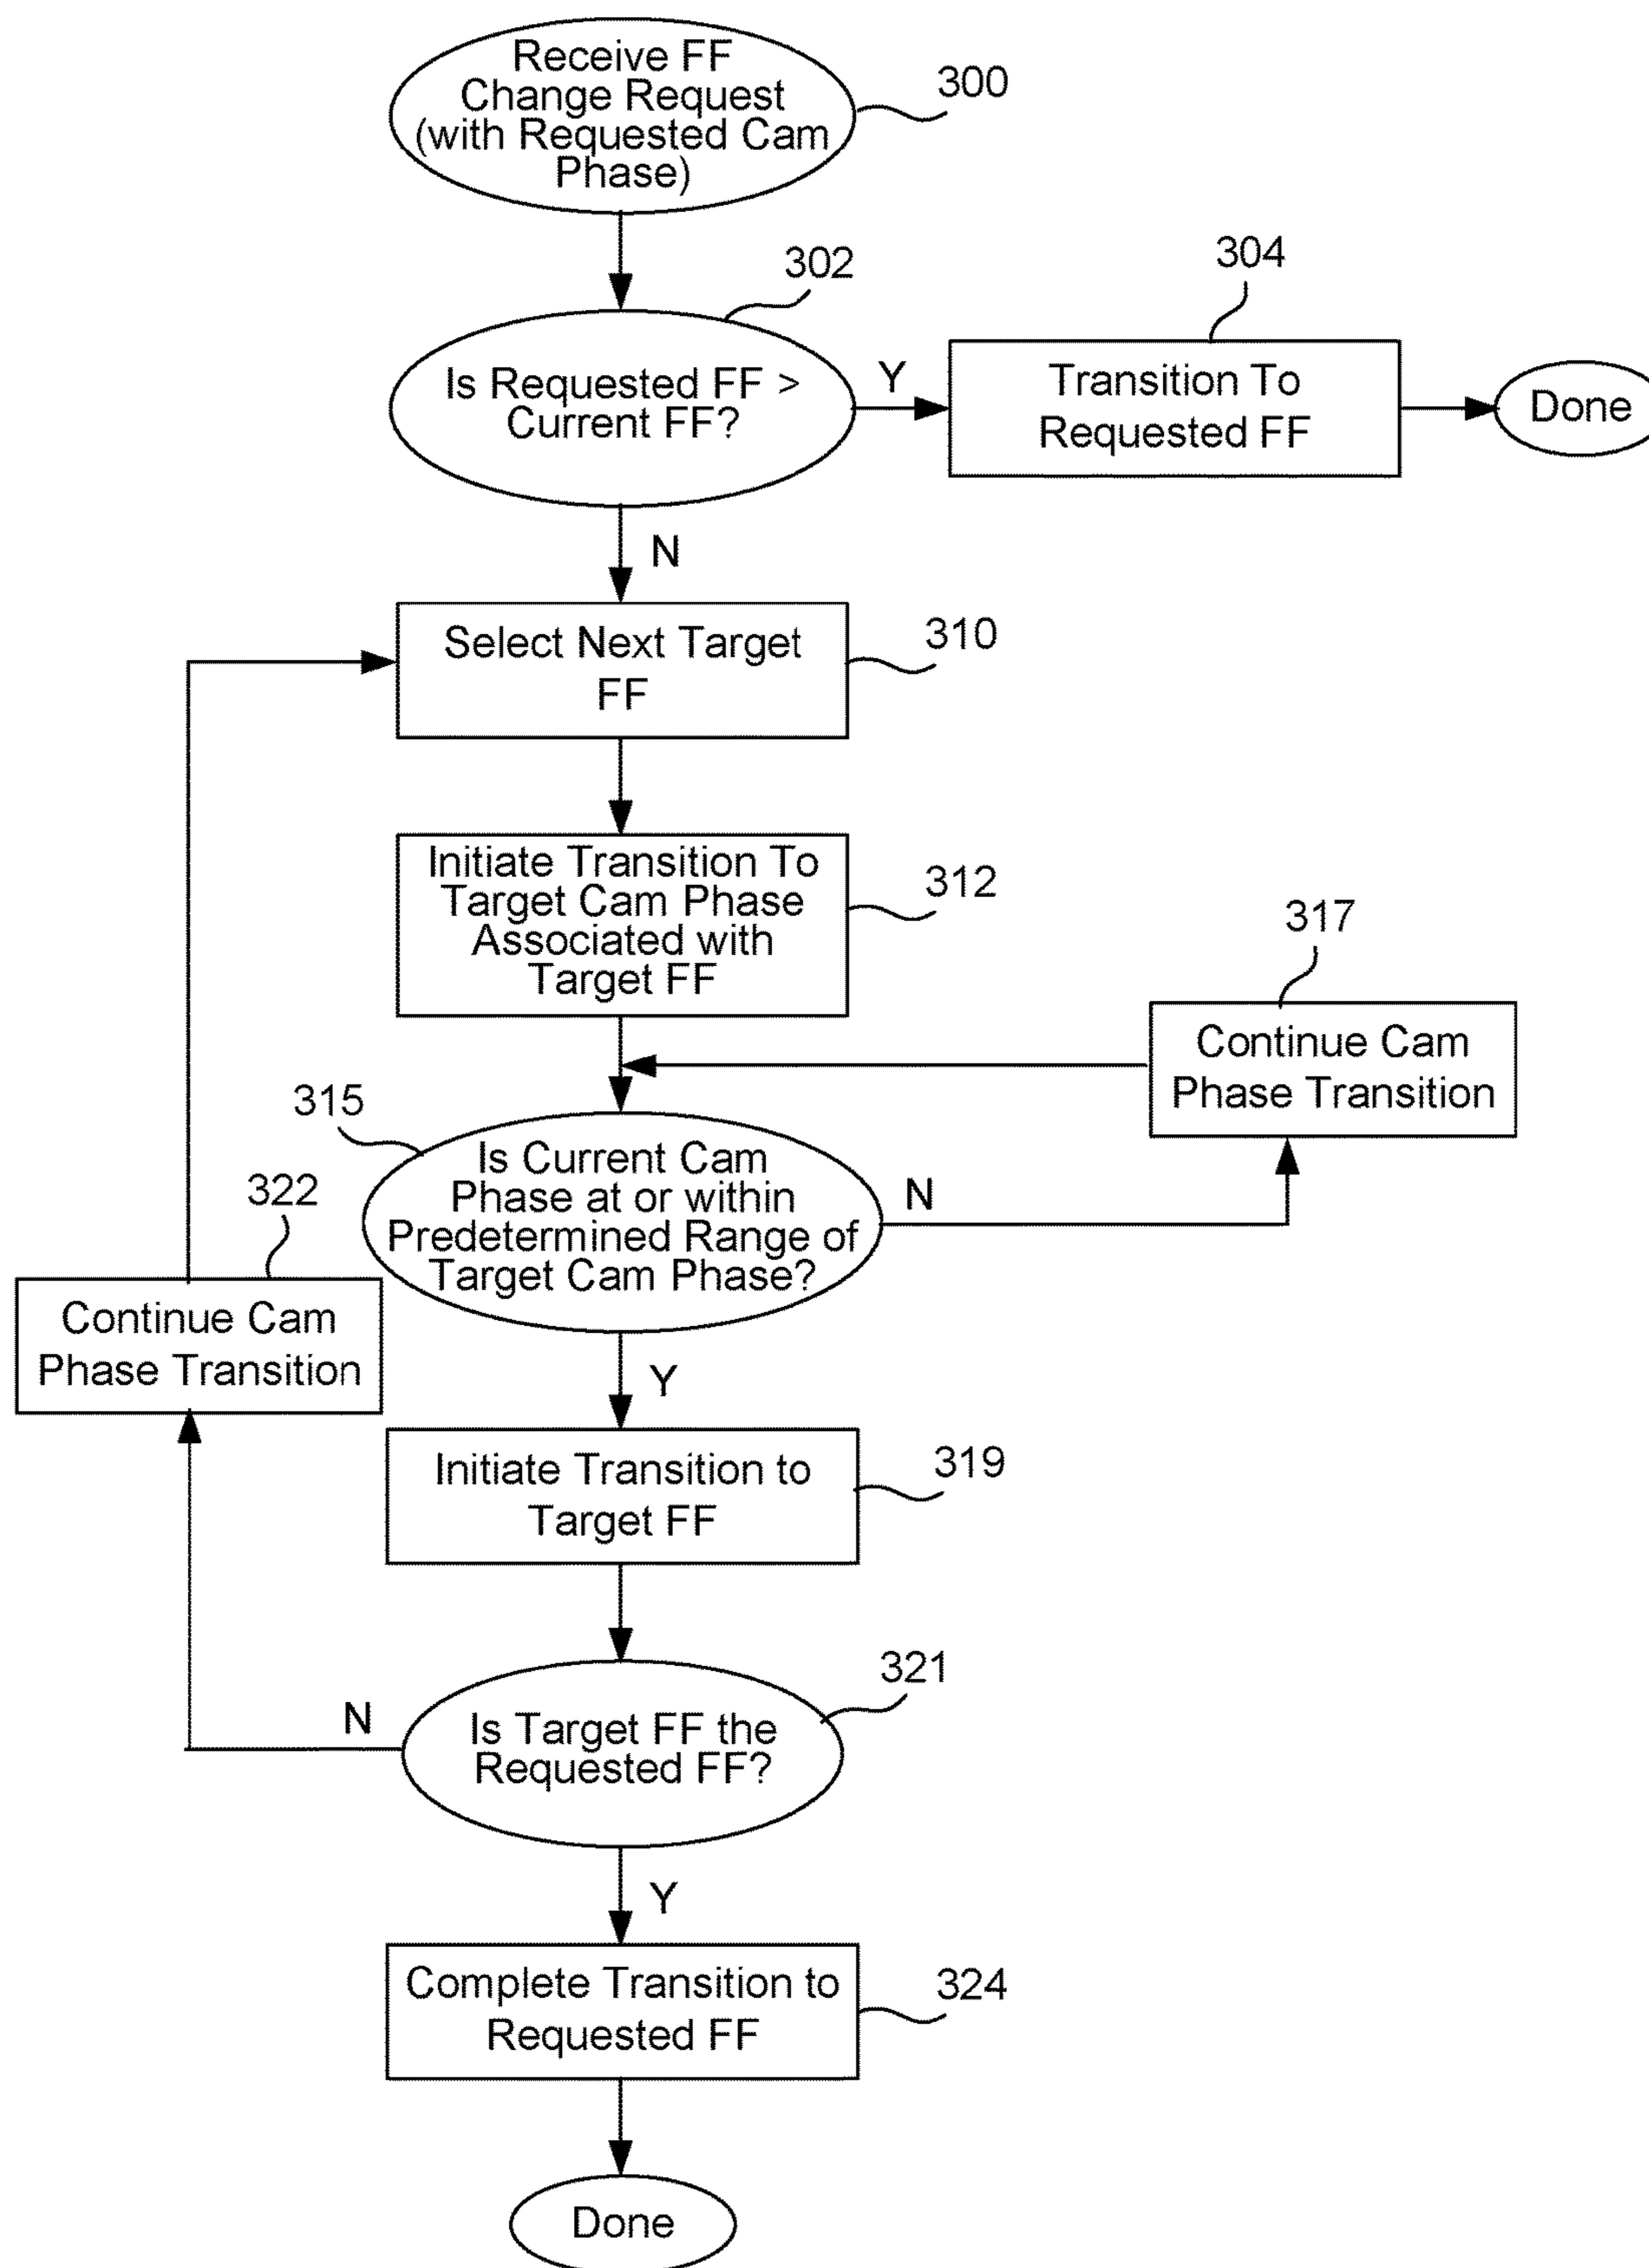 Receive FF
Change Request
(with Requested Cam
Phase)
300
302
Is Requested FF >
Current FF?
Y
304
Transition To
Requested FF
Done
N
Select Next Target
FF
310
Initiate Transition To
Target Cam Phase
Associated with
Target FF
312
317
Continue Cam
Phase Transition
315
Is Current Cam
Phase at or within
Predetermined Range of
Target Cam Phase?
N
322
Continue Cam
Phase Transition
Y
Initiate Transition to
Target FF
319
321
Is Target FF the
Requested FF?
N
Y
Complete Transition to
Requested FF
324
Done